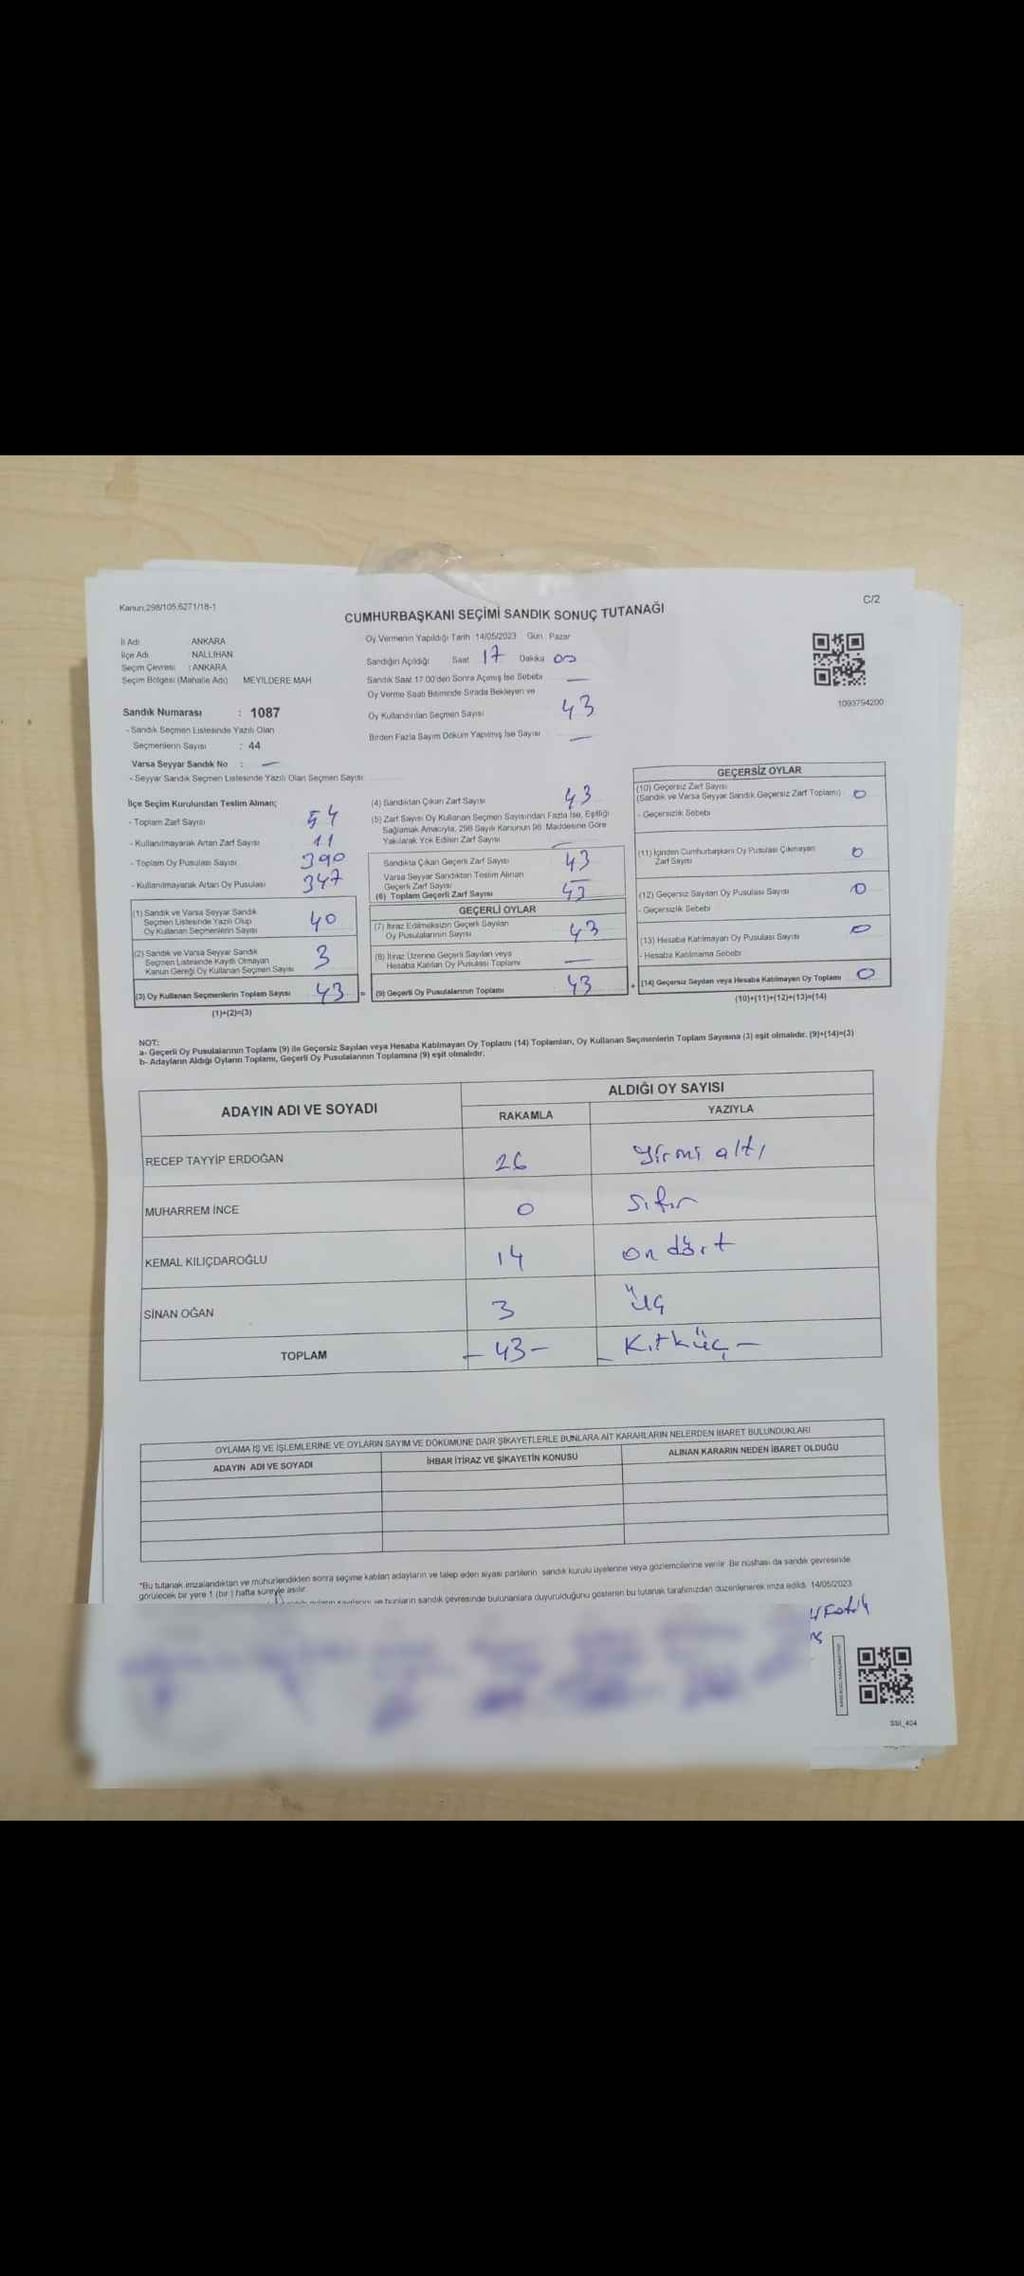 Kanun,298/105,6271/18-1
C/2
CUMHURBAŞKANI SEÇİMİ SANDIK SONUÇ TUTANAĞI
İl Adı ANKARA
İlçe Adı NALLIHAN
Seçim Çevresi : ANKARA
Seçim Bölgesi (Mahalle Adı) MEYİLDERE MAH
Sandık Numarası : 1087
- Sandık Seçmen Listesinde Yazılı Olan
Seçmenlerin Sayısı : 44
Varsa Seyyar Sandık No : —
- Seyyar Sandık Seçmen Listesinde Yazılı Olan Seçmen Sayısı
Oy Vermenin Yapıldığı Tarih 14/05/2023 Gün Pazar
Sandığın Açıldığı Saat 17 Dakika 00
Sandık Saat 17:00'den Sonra Açımış İse Sebebi —
Oy Verme Saati Bitiminde Sırada Bekleyen ve
Oy Kullandırılan Seçmen Sayısı 43
Birden Fazla Sayım Döküm Yapılmış İse Sayısı —
1093794200
İlçe Seçim Kurulundan Teslim Alınan;
- Toplam Zarf Sayısı 54
- Kullanılmayarak Artan Zarf Sayısı 11
- Toplam Oy Pusulası Sayısı 390
- Kullanılmayarak Artan Oy Pusulası 347
(1) Sandık ve Varsa Seyyar Sandık
Seçmen Listesinde Yazılı Olup
Oy Kullanan Seçmenlerin Sayısı 40
(2) Sandık ve Varsa Seyyar Sandık
Seçmen Listesinde Kayıtlı Olmayan
Kanun Gereği Oy Kullanan Seçmen Sayısı 3
(3) Oy Kullanan Seçmenlerin Toplam Sayısı 43 =
(1)+(2)=(3)
(4) Sandıktan Çıkan Zarf Sayısı 43
(5) Zarf Sayısı Oy Kullanan Seçmen Sayısından Fazla İse, Eşitliği
Sağlamak Amacıyla, 298 Sayılı Kanunun 98. Maddesine Göre
Yakılarak Yok Edilen Zarf Sayısı —
Sandıkta Çıkan Geçerli Zarf Sayısı 43
Varsa Seyyar Sandıktan Teslim Alınan
Geçerli Zarf Sayısı —
(6) Toplam Geçerli Zarf Sayısı 43
GEÇERLİ OYLAR
(7) İtiraz Edilmeksizin Geçerli Sayılan
Oy Pusulalarının Sayısı 43
(8) İtiraz Üzerine Geçerli Sayılan veya
Hesaba Katılan Oy Pusulası Toplamı —
(9) Geçerli Oy Pusulalarının Toplamı 43 +
GEÇERSİZ OYLAR
(10) Geçersiz Zarf Sayısı
(Sandık ve Varsa Seyyar Sandık Geçersiz Zarf Toplamı) 0
- Geçersizlik Sebebi
(11) İçinden Cumhurbaşkanı Oy Pusulası Çıkmayan
Zarf Sayısı 0
(12) Geçersiz Sayılan Oy Pusulası Sayısı 0
- Geçersizlik Sebebi
(13) Hesaba Katılmayan Oy Pusulası Sayısı 0
- Hesaba Katılmama Sebebi
(14) Geçersiz Sayılan veya Hesaba Katılmayan Oy Toplamı 0
(10)+(11)+(12)+(13)=(14)
NOT:
a- Geçerli Oy Pusulalarının Toplamı (9) ile Geçersiz Sayılan veya Hesaba Katılmayan Oy Toplamı (14) Toplamları, Oy Kullanan Seçmenlerin Toplam Sayısına (3) eşit olmalıdır. (9)+(14)=(3)
b- Adayların Aldığı Oyların Toplamı, Geçerli Oy Pusulalarının Toplamına (9) eşit olmalıdır.
ADAYIN ADI VE SOYADI ALDIĞI OY SAYISI
RAKAMLA YAZIYLA
RECEP TAYYİP ERDOĞAN 26 yirmi altı
MUHARREM İNCE 0 sıfır
KEMAL KILIÇDAROĞLU 14 on dört
SİNAN OĞAN 3 üç
TOPLAM - 43 - - Kırküç -
OYLAMA İŞ VE İŞLEMLERİNE VE OYLARIN SAYIM VE DÖKÜMÜNE DAİR ŞİKAYETLERLE BUNLARA AİT KARARLARIN NELERDEN İBARET BULUNDUKLARI
ADAYIN ADI VE SOYADI İHBAR İTİRAZ VE ŞİKAYETİN KONUSU ALINAN KARARIN NEDEN İBARET OLDUĞU
*Bu tutanak imzalandıktan ve mühürlendikten sonra seçime katılan adayların ve talep eden siyasi partilerin sandık kurulu üyelerine veya gözlemcilerine verilir. Bir nüshası da sandık çevresinde
görülecek bir yere 1 (bir) hafta süreyle asılır.
ve bunların sandık çevresinde bulunanlara duyurulduğunu gösteren bu tutanak tarafımızdan düzenlenerek imza edildi. 14/05/2023
Fatih
SSI_404